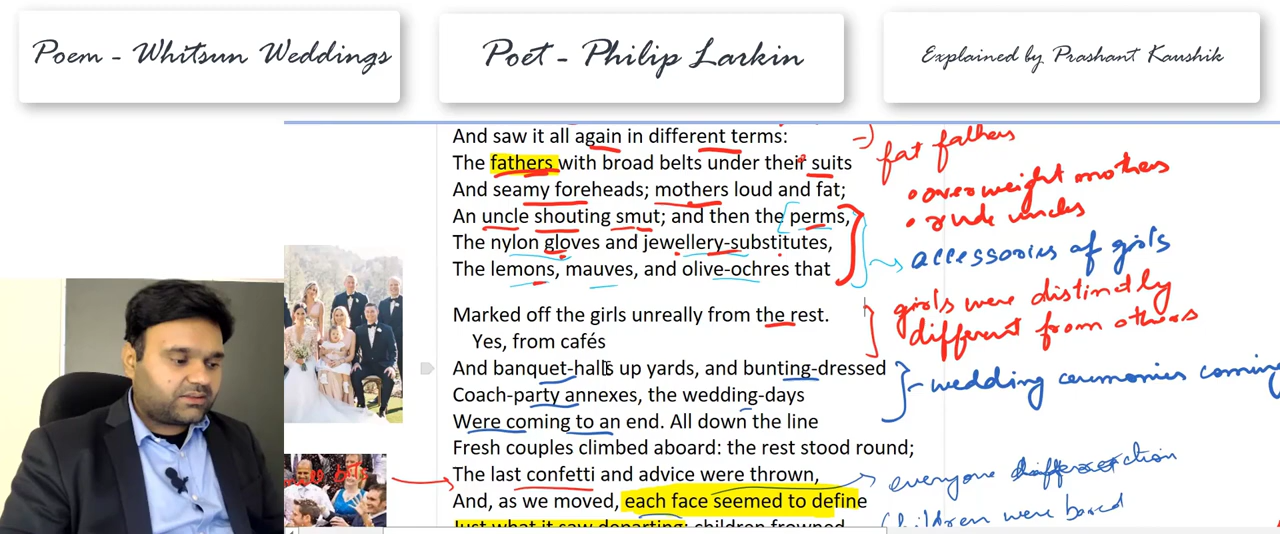 Poem - Whitsun Weddings
Poet - Philip Larkin
Explained by Prashant Kaushik
And saw it all again in different terms:
The fathers with broad belts under their suits
And seamy foreheads; mothers loud and fat;
An uncle shouting smut; and then the perms,
The nylon gloves and jewellery-substitutes,
The lemons, mauves, and olive-ochres that
Marked off the girls unreally from the rest.
Yes, from cafés
And banquet-halls up yards, and bunting-dressed
Coach-party annexes, the wedding-days
Were coming to an end. All down the line
Fresh couples climbed aboard: the rest stood round;
The last confetti and advice were thrown,
And, as we moved, each face seemed to define
Just what it saw departing: children frowned
fat fathers
• overweight mothers
• rude uncles
accessories of girls
girls were distinctly
different from others
- wedding ceremonies coming
everyone
Children were bored